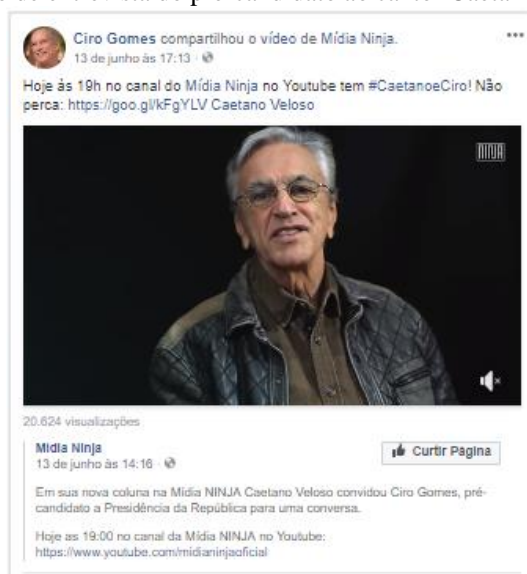 Ciro Gomes compartilhou o vídeo de Mídia Ninja.
13 de junho às 17:13 ·
Hoje às 19h no canal do Mídia Ninja no Youtube tem #CaetanoeCiro! Não
perca: https://goo.gl/kFgYLV Caetano Veloso
NINJA
20.624 visualizações
Mídia Ninja
13 de junho às 14:16 ·
Curtir Página
Em sua nova coluna na Mídia NINJA Caetano Veloso convidou Ciro Gomes, pré-
candidato a Presidência da República para uma conversa.
Hoje as 19:00 no canal da Mídia NINJA no Youtube:
https://www.youtube.com/midianinjaoficial